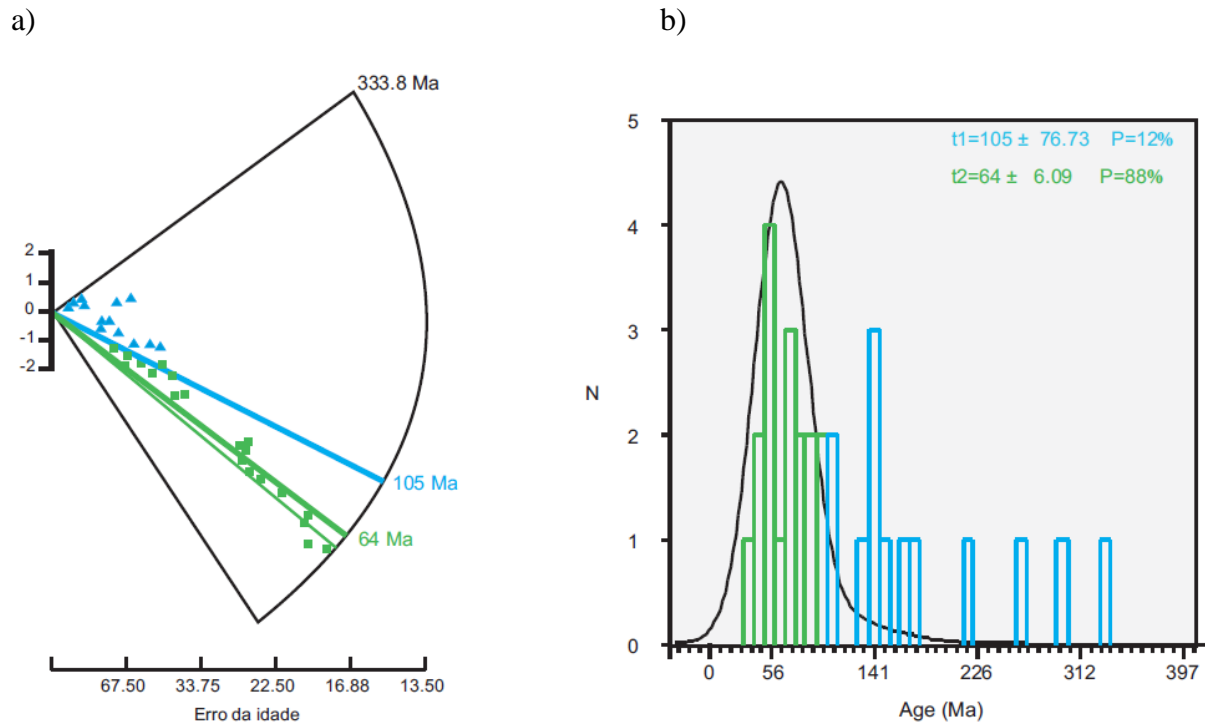 a)
333.8 Ma
2
1
0
-1
-2
105 Ma
64 Ma
67.50 33.75 22.50 16.88 13.50
Erro da idade
b)
5
4
3
2
1
0
N
t1=105 ± 76.73 P=12%
t2=64 ± 6.09 P=88%
0 56 141 226 312 397
Age (Ma)